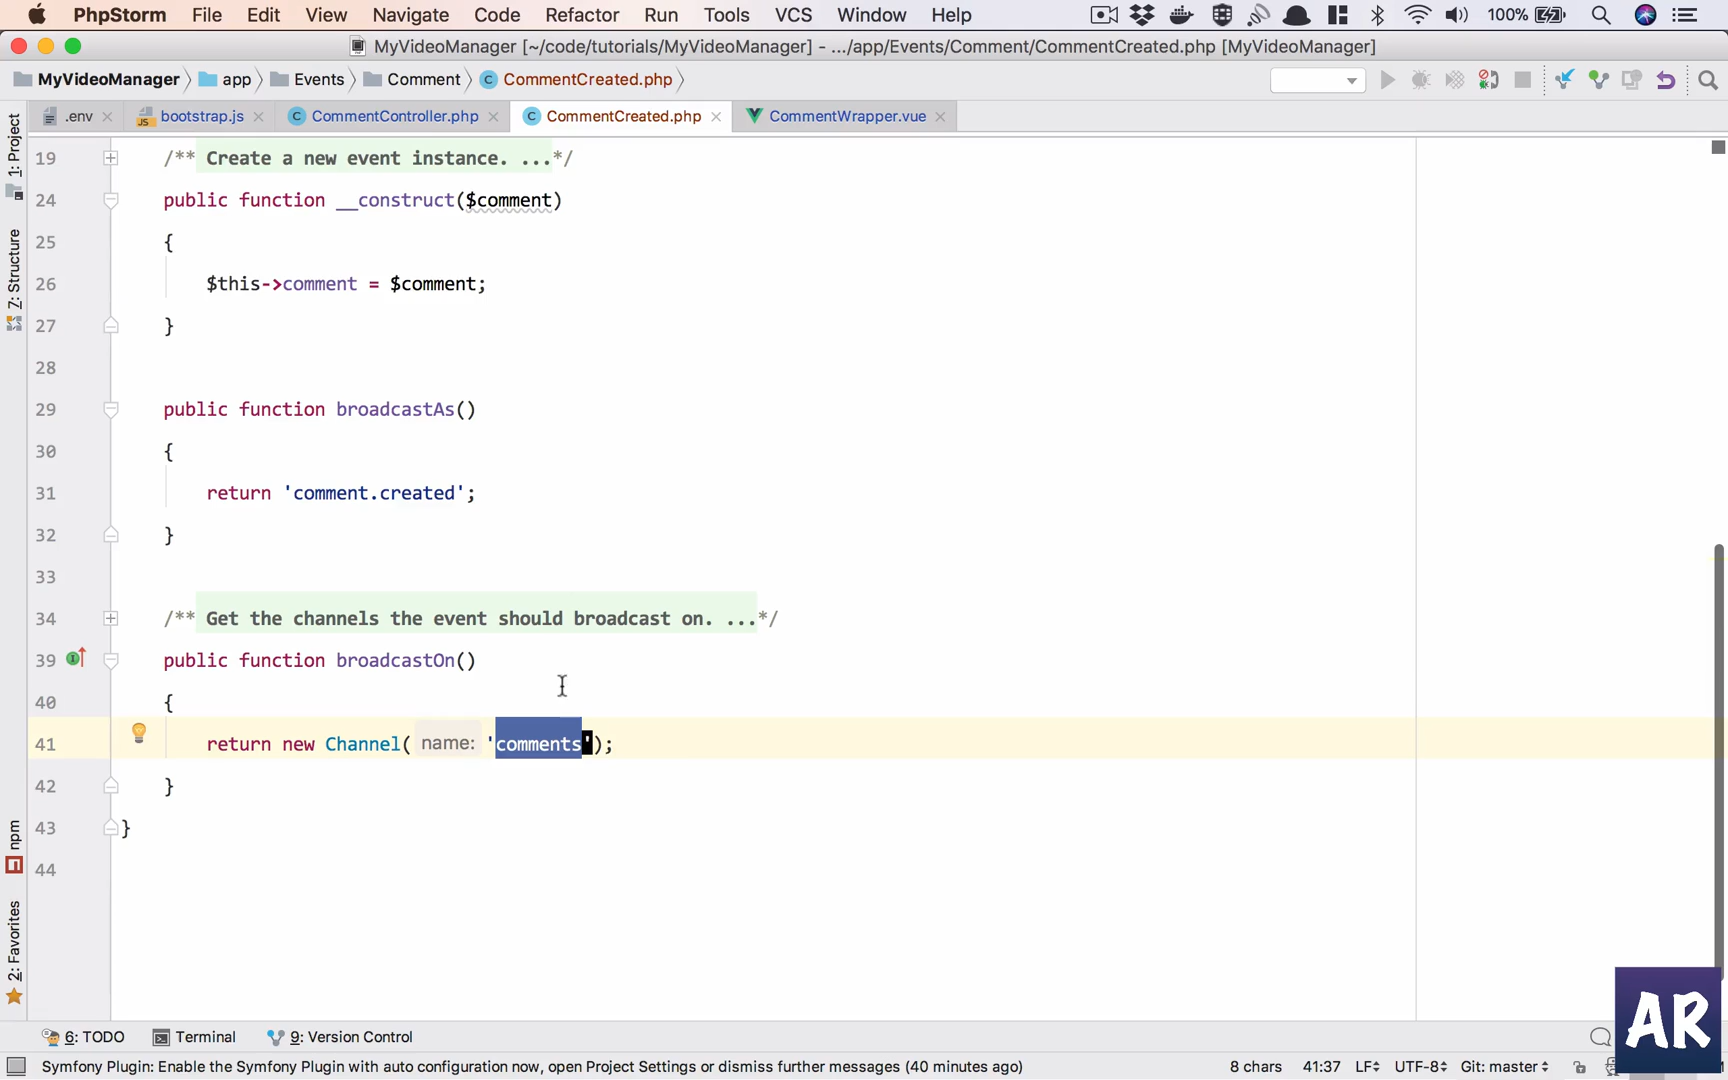 PhpStorm File Edit View Navigate Code Refactor Run Tools VCS Window Help 100%
MyVideoManager [~/code/tutorials/MyVideoManager] - .../app/Events/Comment/CommentCreated.php [MyVideoManager]
MyVideoManager app Events Comment CommentCreated.php
.env bootstrap.js CommentController.php CommentCreated.php CommentWrapper.vue
1: Project
7: Structure
npm
2: Favorites
19 /** Create a new event instance. ...*/
24 public function __construct($comment)
25 {
26 $this->comment = $comment;
27 }
28
29 public function broadcastAs()
30 {
31 return 'comment.created';
32 }
33
34 /** Get the channels the event should broadcast on. ...*/
39 public function broadcastOn()
40 {
41 return new Channel( name: 'comments');
42 }
43 }
44
AR
6: TODO Terminal 9: Version Control
Symfony Plugin: Enable the Symfony Plugin with auto configuration now, open Project Settings or dismiss further messages (40 minutes ago) 8 chars 41:37 LF UTF-8 Git: master